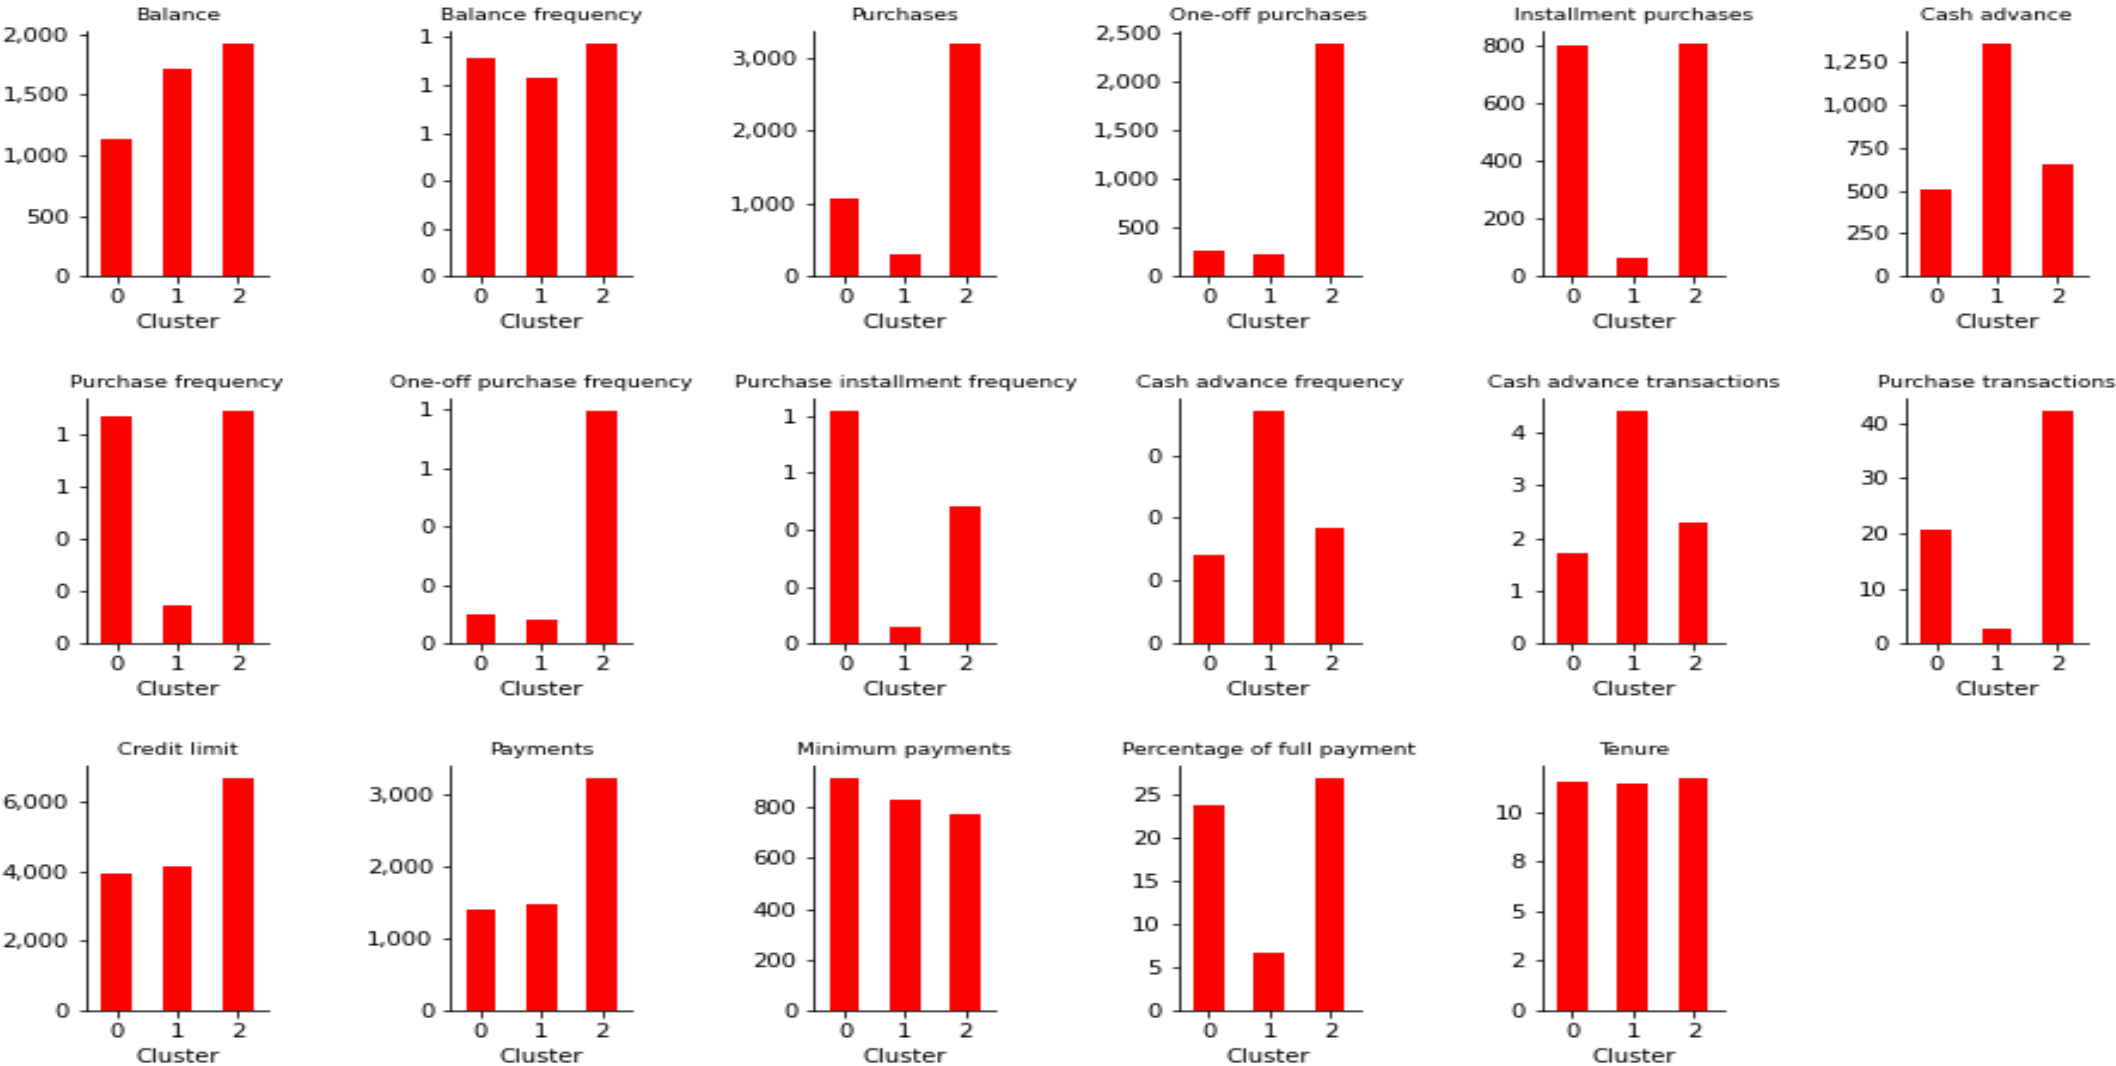 Balance Balance frequency Purchases One-off purchases Installment purchases Cash advance
2,000 1 3,000 2,500 800 1,250
1,500 1 2,000 2,000 600 1,000
1,000 1 1,000 1,500 400 750
500 0 0 1,000 200 500
0 0 500 0 250
0 0 0
0 1 2 0 1 2 0 1 2 0 1 2 0 1 2 0 1 2
Cluster Cluster Cluster Cluster Cluster Cluster
Purchase frequency One-off purchase frequency Purchase installment frequency Cash advance frequency Cash advance transactions Purchase transactions
1 1 1 0 4 40
1 1 1 0 3 30
0 0 0 0 2 20
0 0 0 0 1 10
0 0 0 0 0
0 1 2 0 1 2 0 1 2 0 1 2 0 1 2 0 1 2
Cluster Cluster Cluster Cluster Cluster Cluster
Credit limit Payments Minimum payments Percentage of full payment Tenure
6,000 3,000 800 25 10
4,000 2,000 600 20 8
2,000 1,000 400 15 5
0 0 200 10 2
0 5 0
0
0 1 2 0 1 2 0 1 2 0 1 2 0 1 2
Cluster Cluster Cluster Cluster Cluster